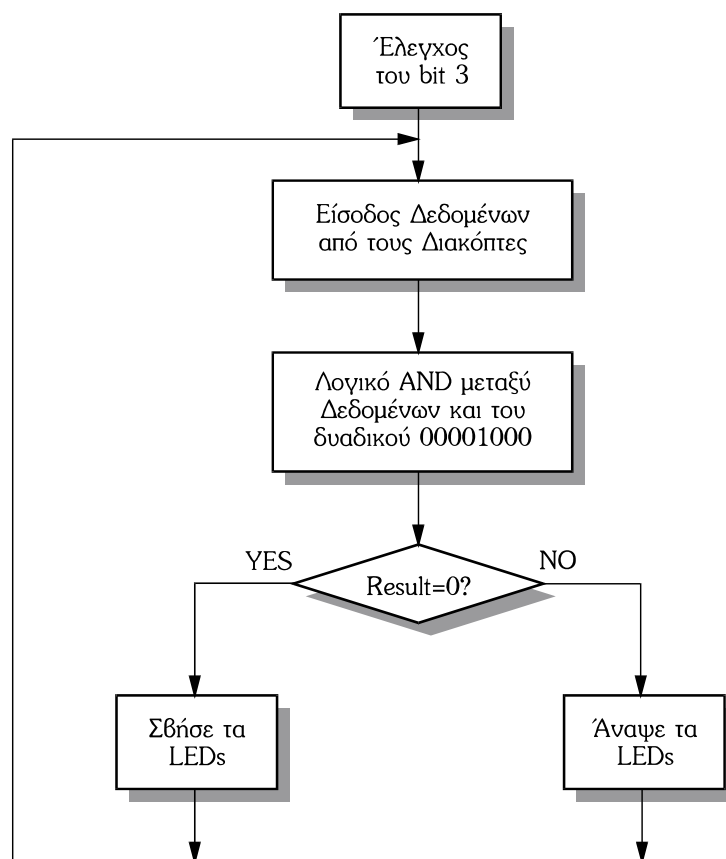 Έλεγχος
του bit 3
Είσοδος Δεδομένων
από τους Διακόπτες
Λογικό AND μεταξύ
Δεδομένων και του
δυαδικού 00001000
YES
NO
Result=0?
Σβήσε τα
LEDs
Άναψε τα
LEDs